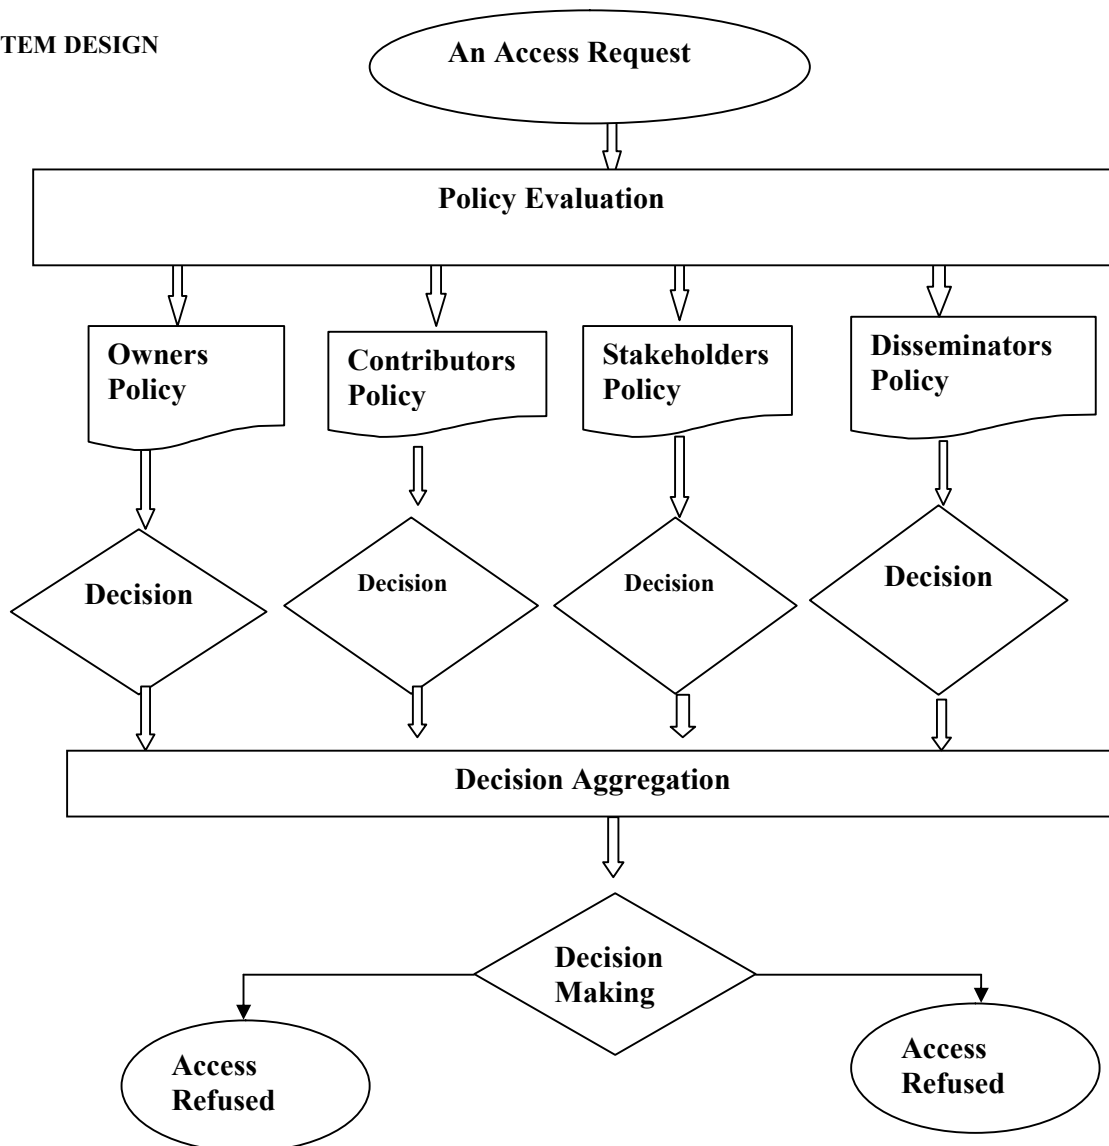 TEM DESIGN
An Access Request
Policy Evaluation
Owners
Policy
Contributors
Policy
Stakeholders
Policy
Disseminators
Policy
Decision
Decision
Decision
Decision
Decision Aggregation
Decision
Making
Access
Refused
Access
Refused